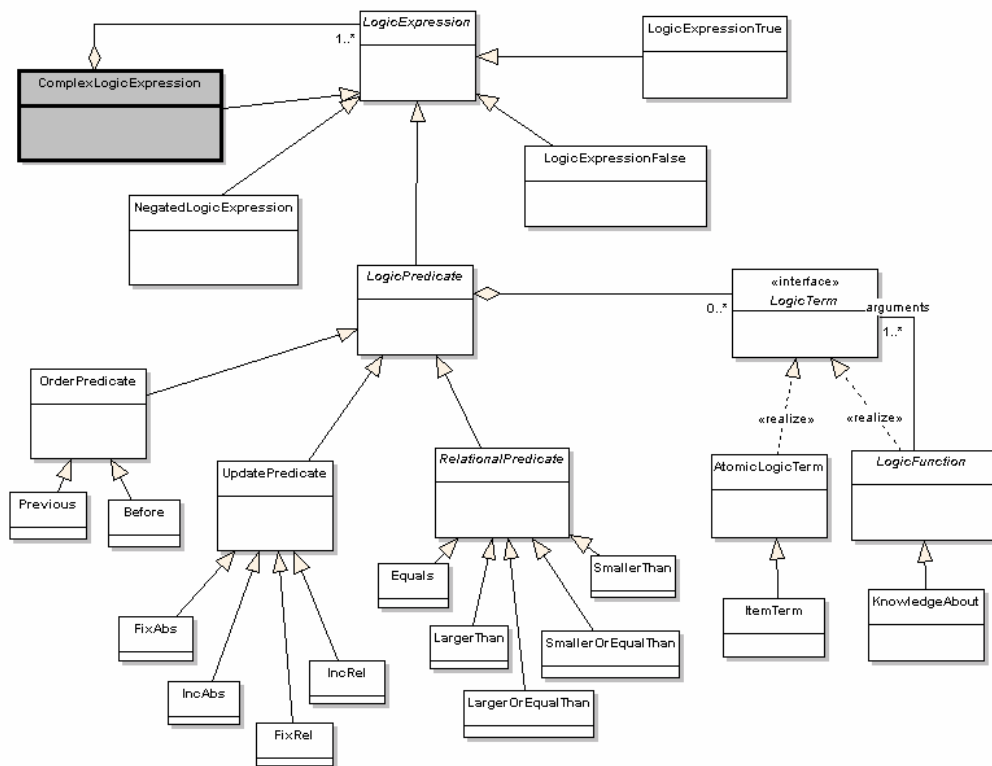 LogicExpression
1..*
LogicExpressionTrue
ComplexLogicExpression
LogicExpressionFalse
NegatedLogicExpression
LogicPredicate
«interface»
LogicTerm
0..*
arguments
1..*
OrderPredicate
«realize»
«realize»
UpdatePredicate
RelationalPredicate
AtomicLogicTerm
LogicFunction
Previous
Before
Equals
SmallerThan
ItemTerm
KnowledgeAbout
FixAbs
LargerThan
SmallerOrEqualThan
IncAbs
IncRel
LargerOrEqualThan
FixRel